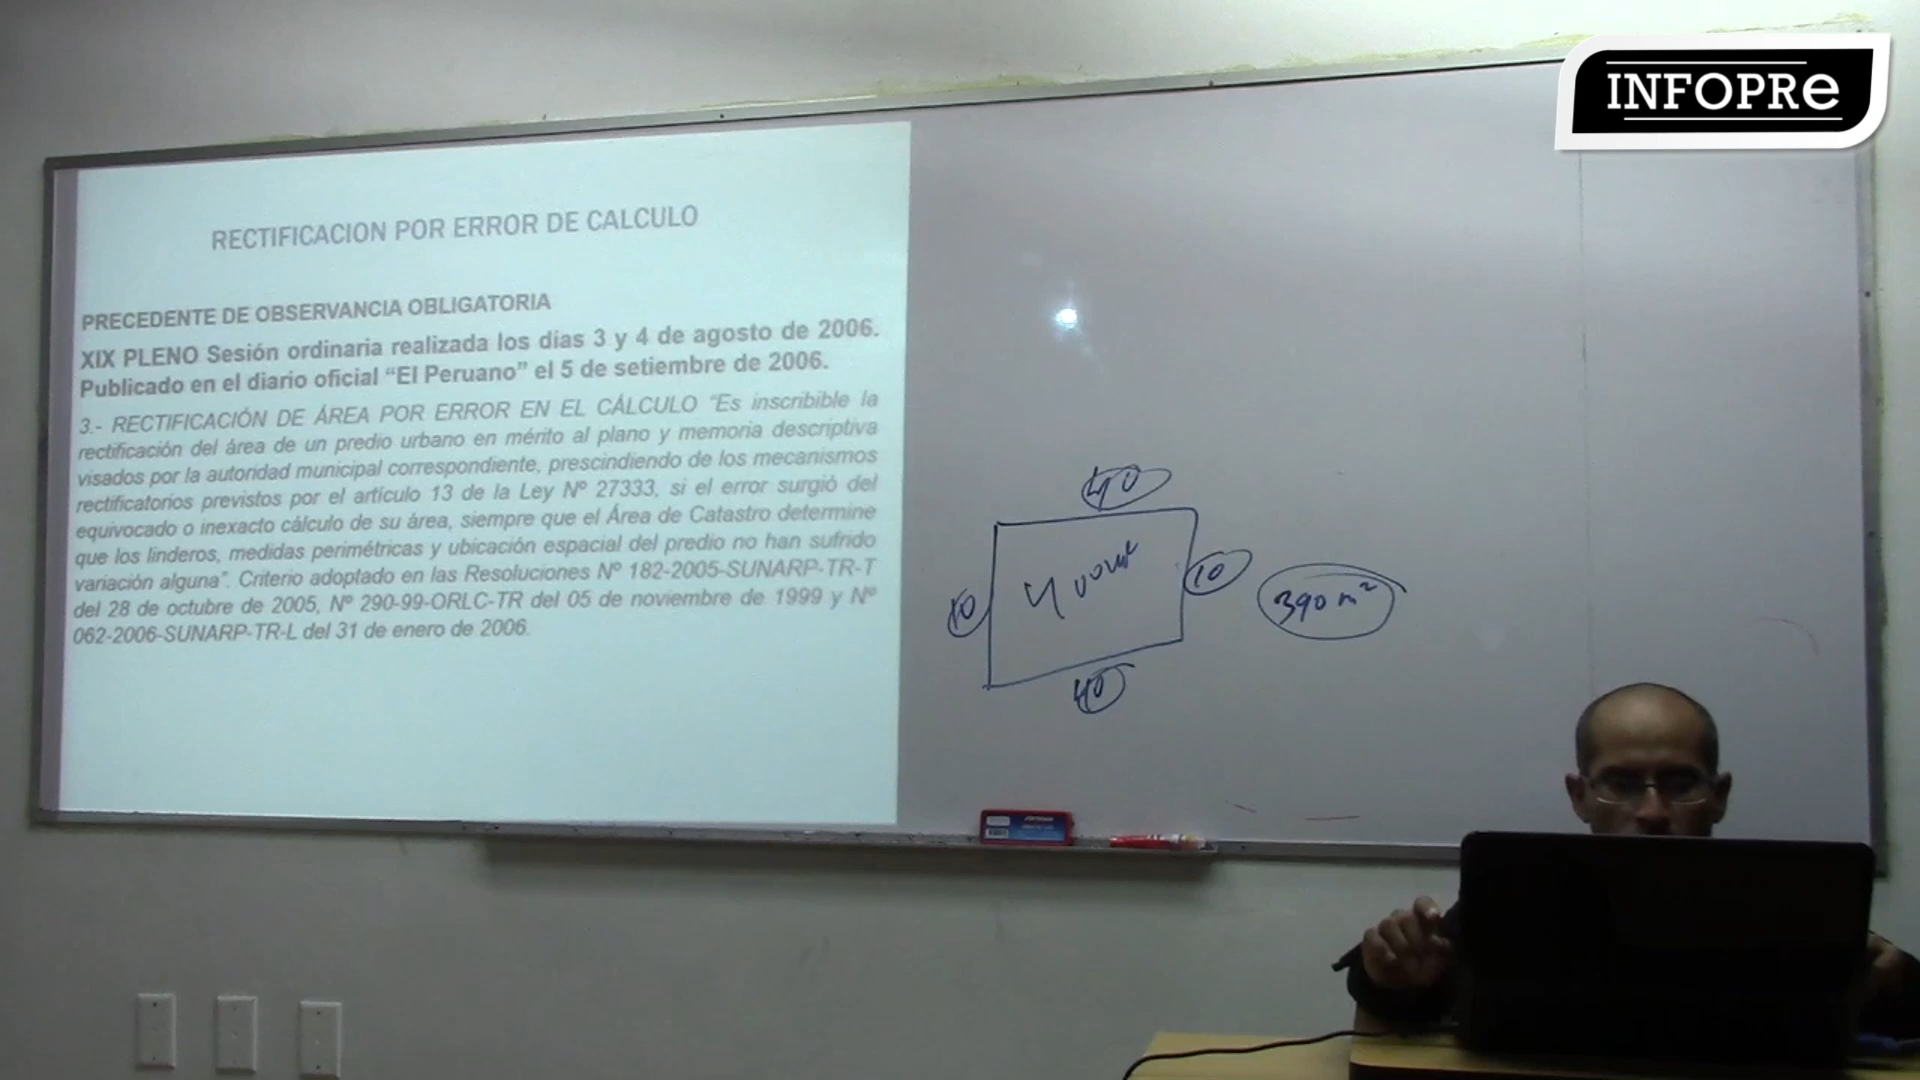 INFOPRe
RECTIFICACION POR ERROR DE CALCULO
PRECEDENTE DE OBSERVANCIA OBLIGATORIA
XIX PLENO Sesión ordinaria realizada los días 3 y 4 de agosto de 2006.
Publicado en el diario oficial “El Peruano” el 5 de setiembre de 2006.
3.- RECTIFICACIÓN DE ÁREA POR ERROR EN EL CÁLCULO “Es inscribible la
rectificación del área de un predio urbano en mérito al plano y memoria descriptiva
visados por la autoridad municipal correspondiente, prescindiendo de los mecanismos
rectificatorios previstos por el artículo 13 de la Ley Nº 27333, si el error surgió del
equivocado o inexacto cálculo de su área, siempre que el Área de Catastro determine
que los linderos, medidas perimétricas y ubicación espacial del predio no han sufrido
variación alguna”. Criterio adoptado en las Resoluciones Nº 182-2005-SUNARP-TR-T
del 28 de octubre de 2005, Nº 290-99-ORLC-TR del 05 de noviembre de 1999 y Nº
062-2006-SUNARP-TR-L del 31 de enero de 2006.
40
400m²
10
10
390 m²
40